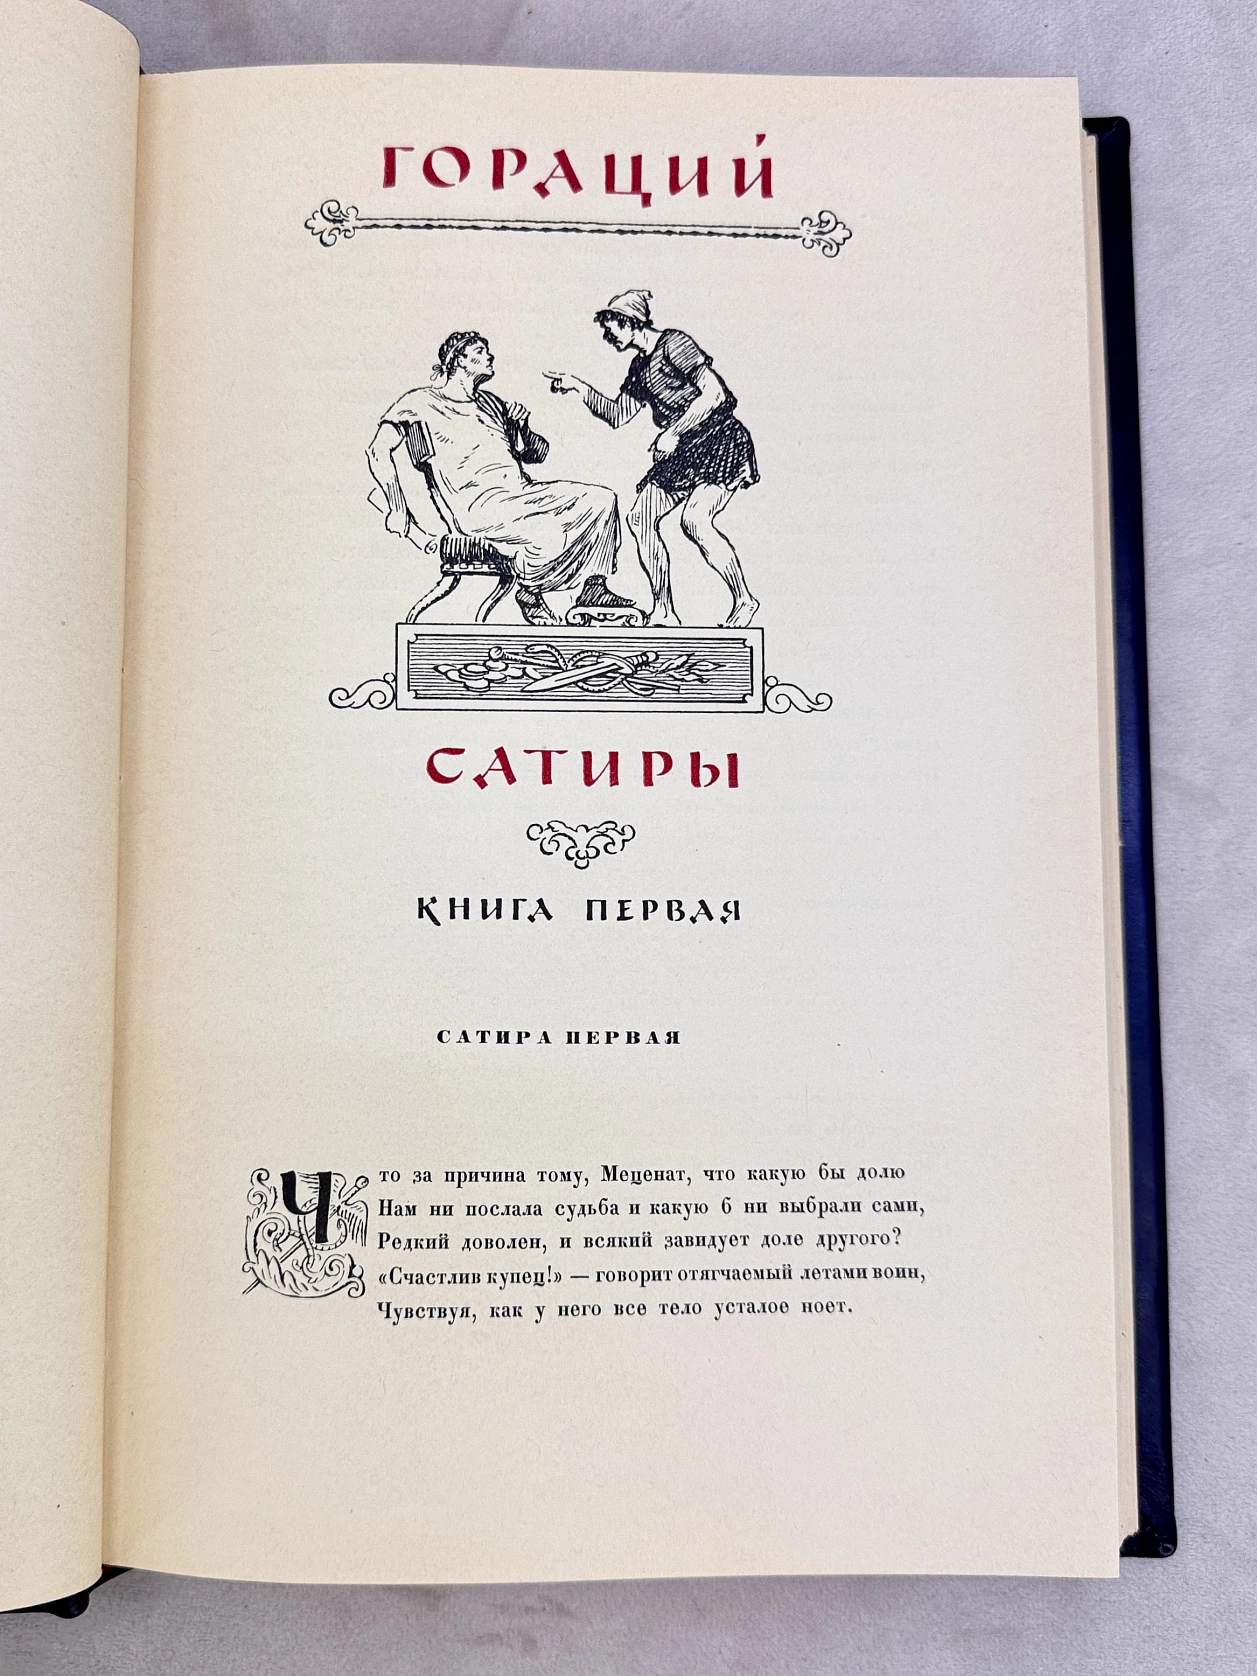 ГОРАЦИЙ
САТИРЫ
КНИГА ПЕРВАЯ
САТИРА ПЕРВАЯ
Что за причина тому, Меценат, что какую бы долю
Нам ни послала судьба и какую б ни выбрали сами,
Редкий доволен, и всякий завидует доле другого?
«Счастлив купец!» — говорит отягчаемый летами воин,
Чувствуя, как у него все тело усталое ноет.